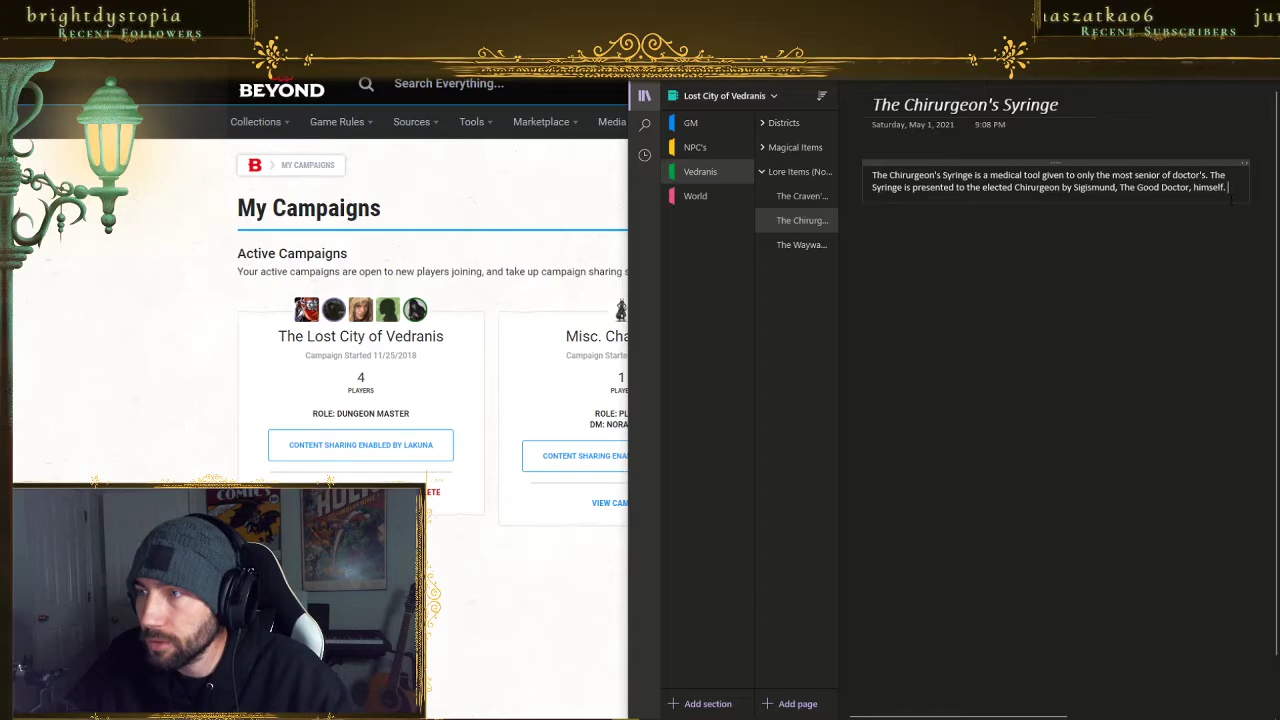 brightdystopia
RECENT FOLLOWERS
naszatka06
RECENT SUBSCRIBERS
BEYOND
Search Everything...
Collections
Game Rules
Sources
Tools
Marketplace
Media
MY CAMPAIGNS
My Campaigns
Active Campaigns
Your active campaigns are open to new players joining, and take up campaign sharing s
The Lost City of Vedranis
Campaign Started 11/25/2018
4
PLAYERS
ROLE: DUNGEON MASTER
CONTENT SHARING ENABLED BY LAKUNA
ETE
Misc. Cha
Campaign Starte
1
PLAYE
ROLE: PL
DM: NORA
CONTENT SHARING ENA
VIEW CAM
Lost City of Vedranis
GM
NPC's
Vedranis
World
Districts
Magical Items
Lore Items (No...
The Craven'...
The Chirurg...
The Waywa...
Add section
Add page
The Chirurgeon's Syringe
Saturday, May 1, 2021 9:08 PM
The Chirurgeon's Syringe is a medical tool given to only the most senior of doctor's. The
Syringe is presented to the elected Chirurgeon by Sigismund, The Good Doctor, himself.
COMIC
HULK